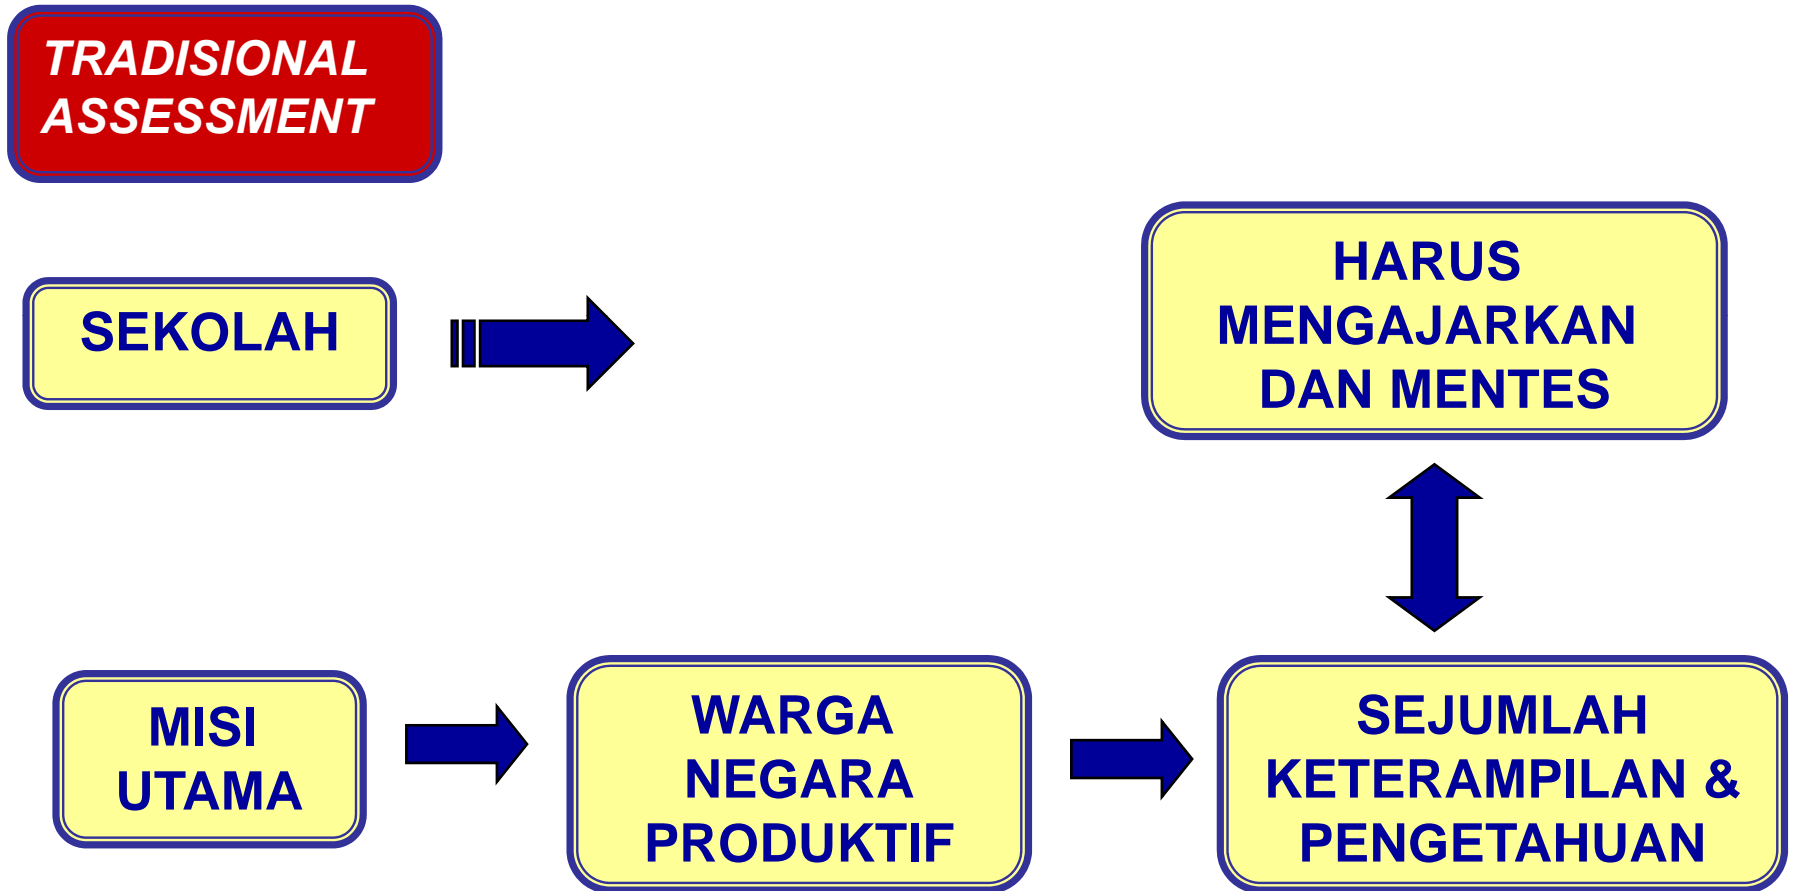 TRADISIONAL
ASSESSMENT
SEKOLAH
HARUS
MENGAJARKAN
DAN MENTES
MISI
UTAMA
WARGA
NEGARA
PRODUKTIF
SEJUMLAH
KETERAMPILAN &
PENGETAHUAN